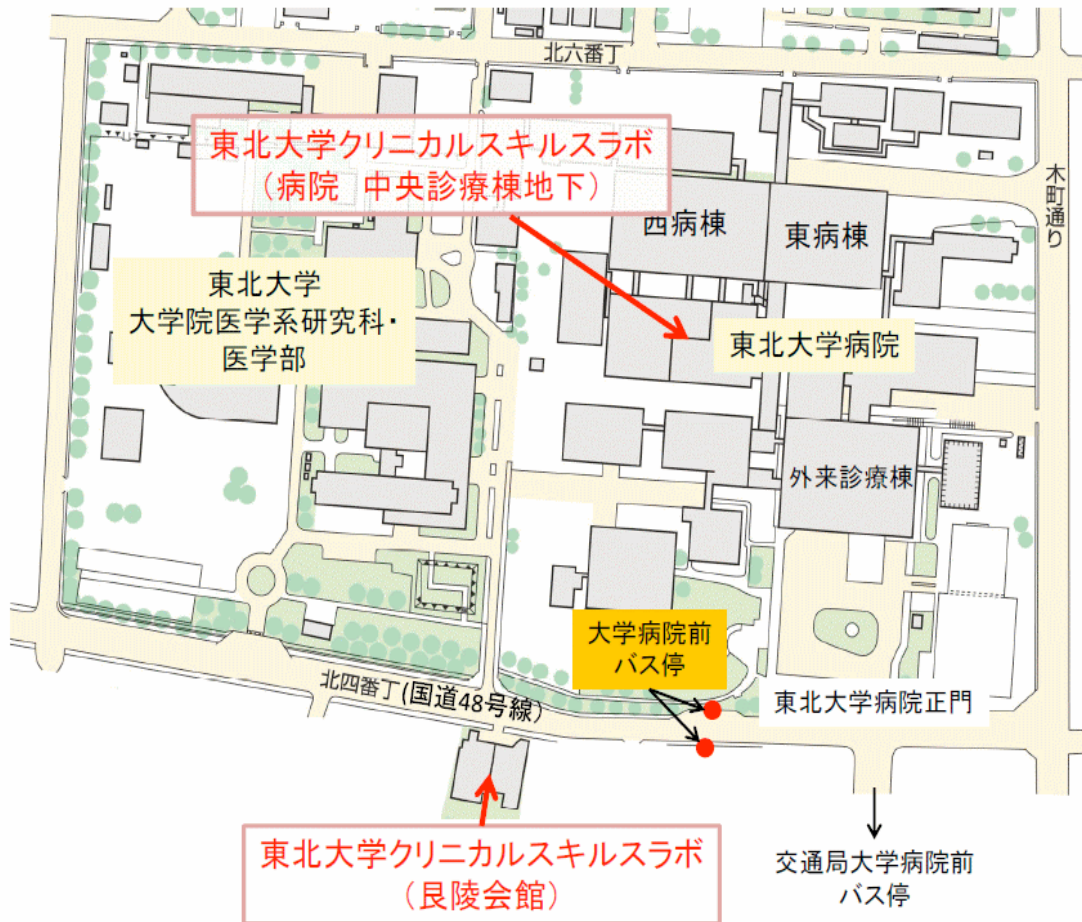 北六番丁
東北大学クリニカルスキルスラボ
（病院　中央診療棟地下）
木町通り
西病棟
東病棟
東北大学
大学院医学系研究科・
医学部
東北大学病院
外来診療棟
大学病院前
バス停
北四番丁(国道48号線)
東北大学病院正門
東北大学クリニカルスキルスラボ
（艮陵会館）
交通局大学病院前
バス停